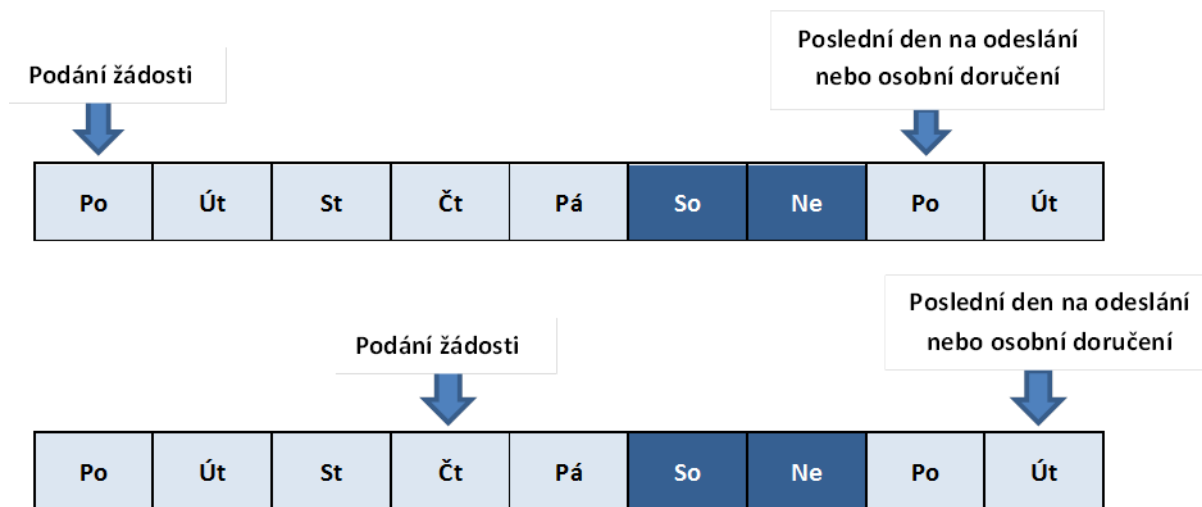 Poslední den na odeslání
nebo osobní doručení
Podání žádosti
Po Út St Čt Pá So Ne Po Út
Poslední den na odeslání
nebo osobní doručení
Podání žádosti
Po Út St Čt Pá So Ne Po Út